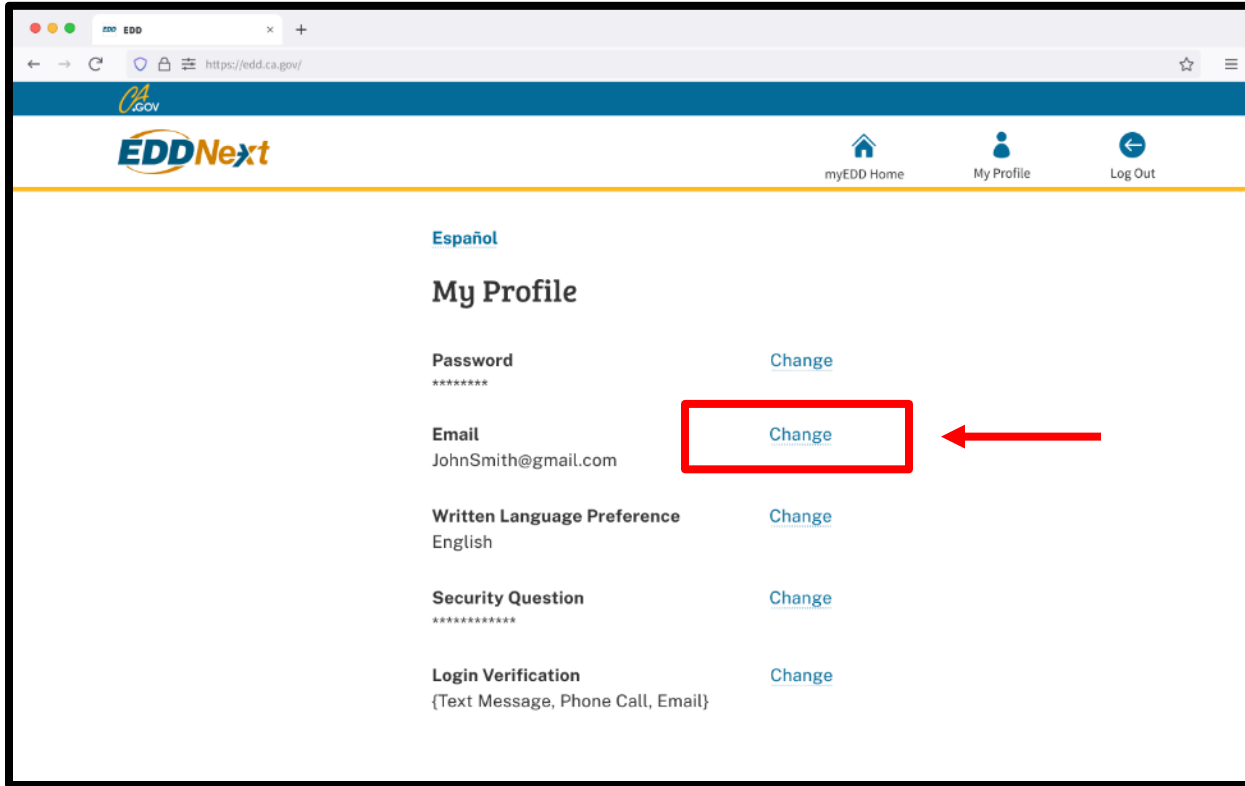 EDD EDD
https://edd.ca.gov/
CA.GOV
EDDNext
myEDD Home My Profile Log Out
Español
My Profile
Password Change
********
Email Change
JohnSmith@gmail.com
Written Language Preference Change
English
Security Question Change
************
Login Verification Change
{Text Message, Phone Call, Email}